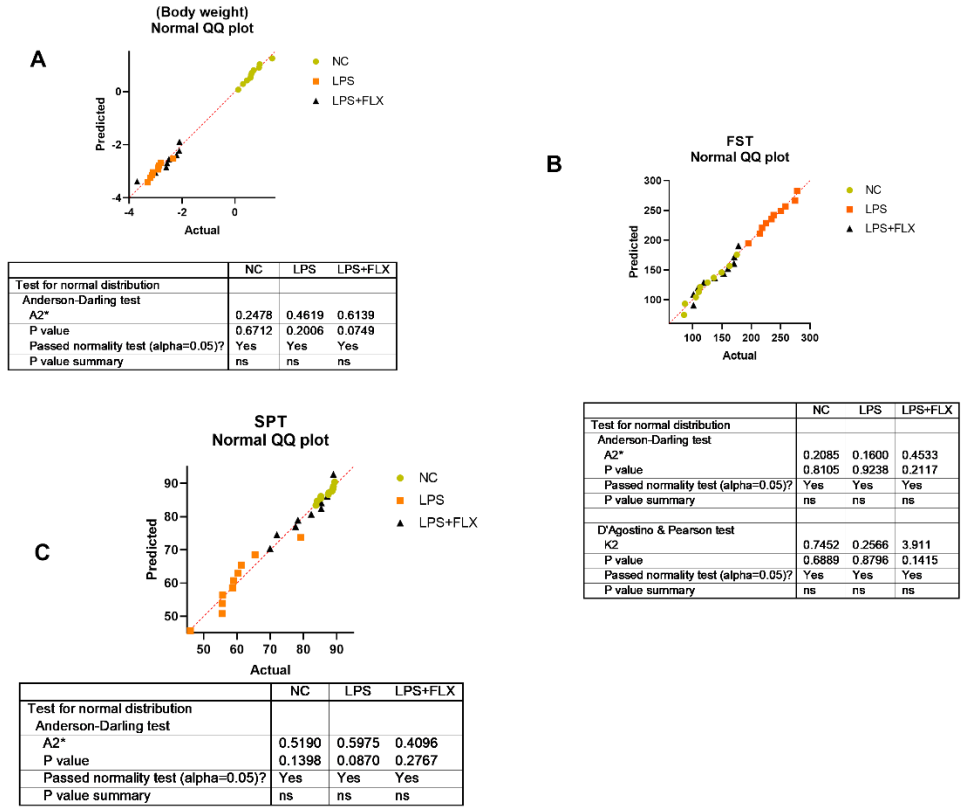 (Body weight)
Normal QQ plot
A
NC
LPS
LPS+FLX
Predicted
0
-2
-4
-4 -2 0
Actual
NC LPS LPS+FLX
Test for normal distribution
Anderson-Darling test
A2* 0.2478 0.4619 0.6139
P value 0.6712 0.2006 0.0749
Passed normality test (alpha=0.05)? Yes Yes Yes
P value summary ns ns ns
B
FST
Normal QQ plot
NC
LPS
LPS+FLX
Predicted
300
250
200
150
100
100 150 200 250 300
Actual
NC LPS LPS+FLX
Test for normal distribution
Anderson-Darling test
A2* 0.2085 0.1600 0.4533
P value 0.8105 0.9238 0.2117
Passed normality test (alpha=0.05)? Yes Yes Yes
P value summary ns ns ns
D'Agostino & Pearson test
K2 0.7452 0.2566 3.911
P value 0.6889 0.8796 0.1415
Passed normality test (alpha=0.05)? Yes Yes Yes
P value summary ns ns ns
SPT
Normal QQ plot
C
NC
LPS
LPS+FLX
Predicted
90
80
70
60
50
50 60 70 80 90
Actual
NC LPS LPS+FLX
Test for normal distribution
Anderson-Darling test
A2* 0.5190 0.5975 0.4096
P value 0.1398 0.0870 0.2767
Passed normality test (alpha=0.05)? Yes Yes Yes
P value summary ns ns ns